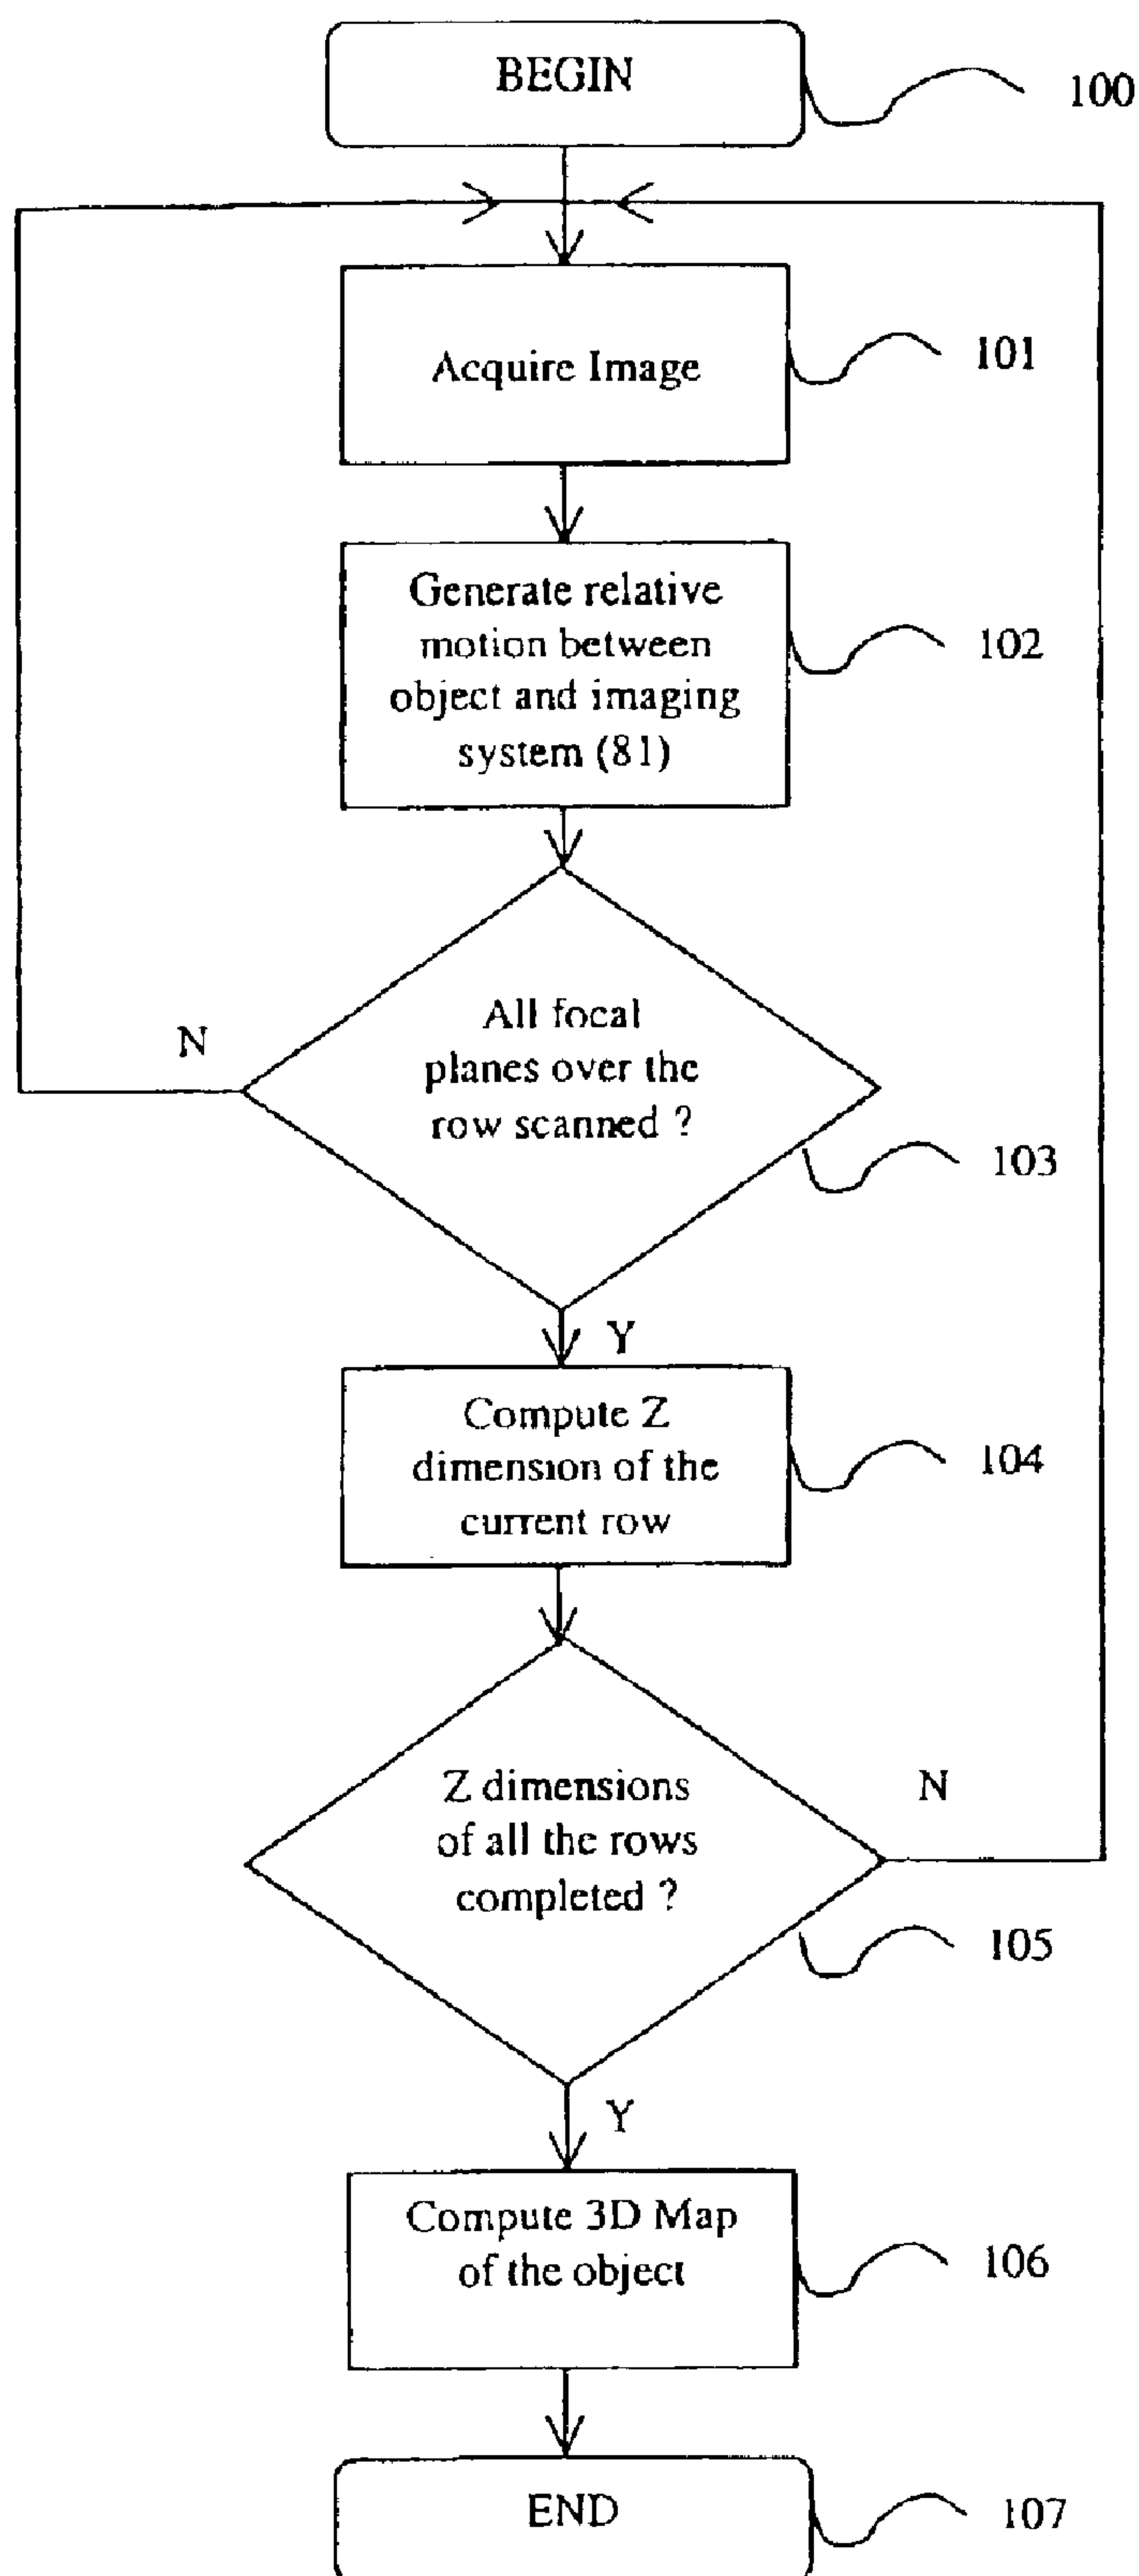 BEGIN
100
Acquire Image
101
Generate relative
motion between
object and imaging
system (81)
102
All focal
planes over the
row scanned ?
N
103
Y
Compute Z
dimension of the
current row
104
Z dimensions
of all the rows
completed ?
N
105
Y
Compute 3D Map
of the object
106
END
107